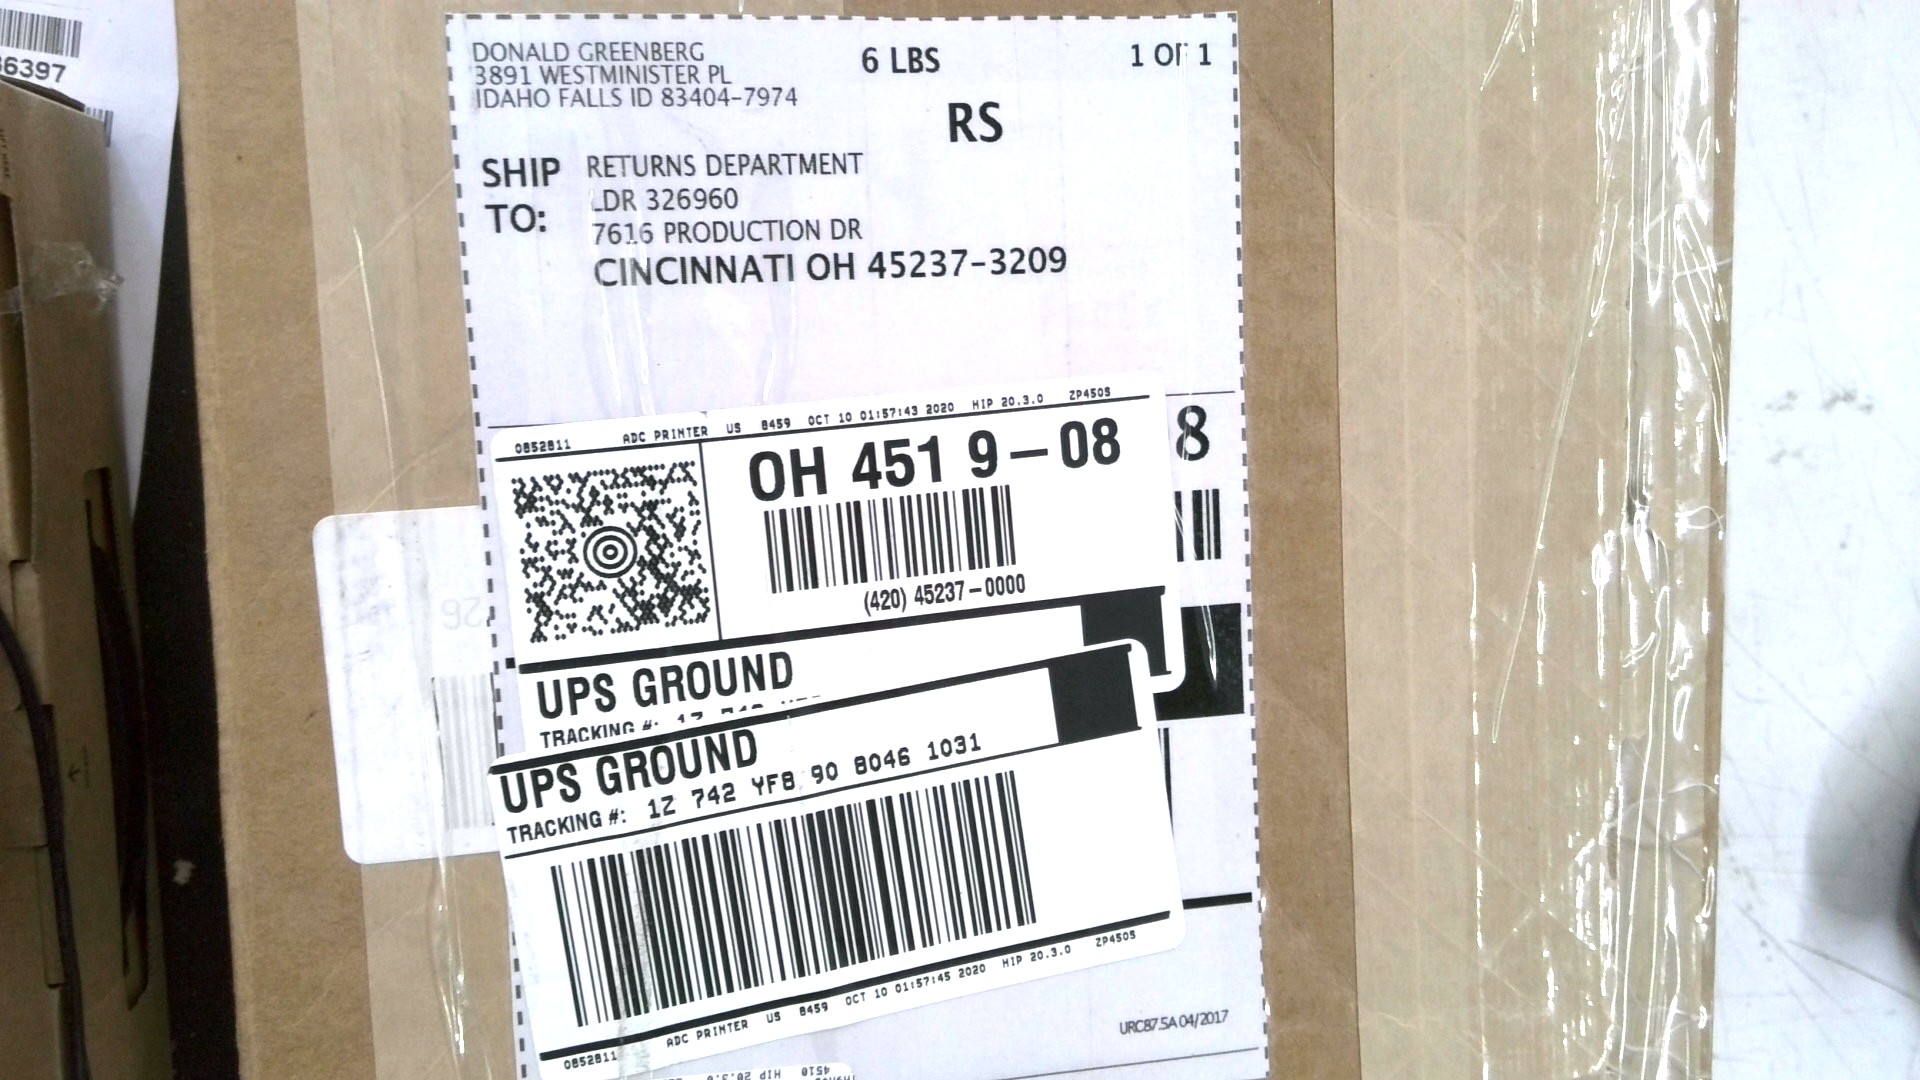 36397
DONALD GREENBERG
3891 WESTMINISTER PL
IDAHO FALLS ID 83404-7974
6 LBS
1 OF 1
RS
SHIP TO:
RETURNS DEPARTMENT
LDR 326960
7616 PRODUCTION DR
CINCINNATI OH 45237-3209
0852811 ADC PRINTER US 8459 OCT 10 01:57:43 2020 HIP 20.3.0 ZP450S
OH 451 9-08
8
(420) 45237-0000
UPS GROUND
TRACKING #: 1Z 742
UPS GROUND
TRACKING #: 1Z 742 YF8 90 8046 1031
0852811 ADC PRINTER US 8459 OCT 10 01:57:45 2020 HIP 20.3.0 ZP450S
URC87.5A 04/2017
26